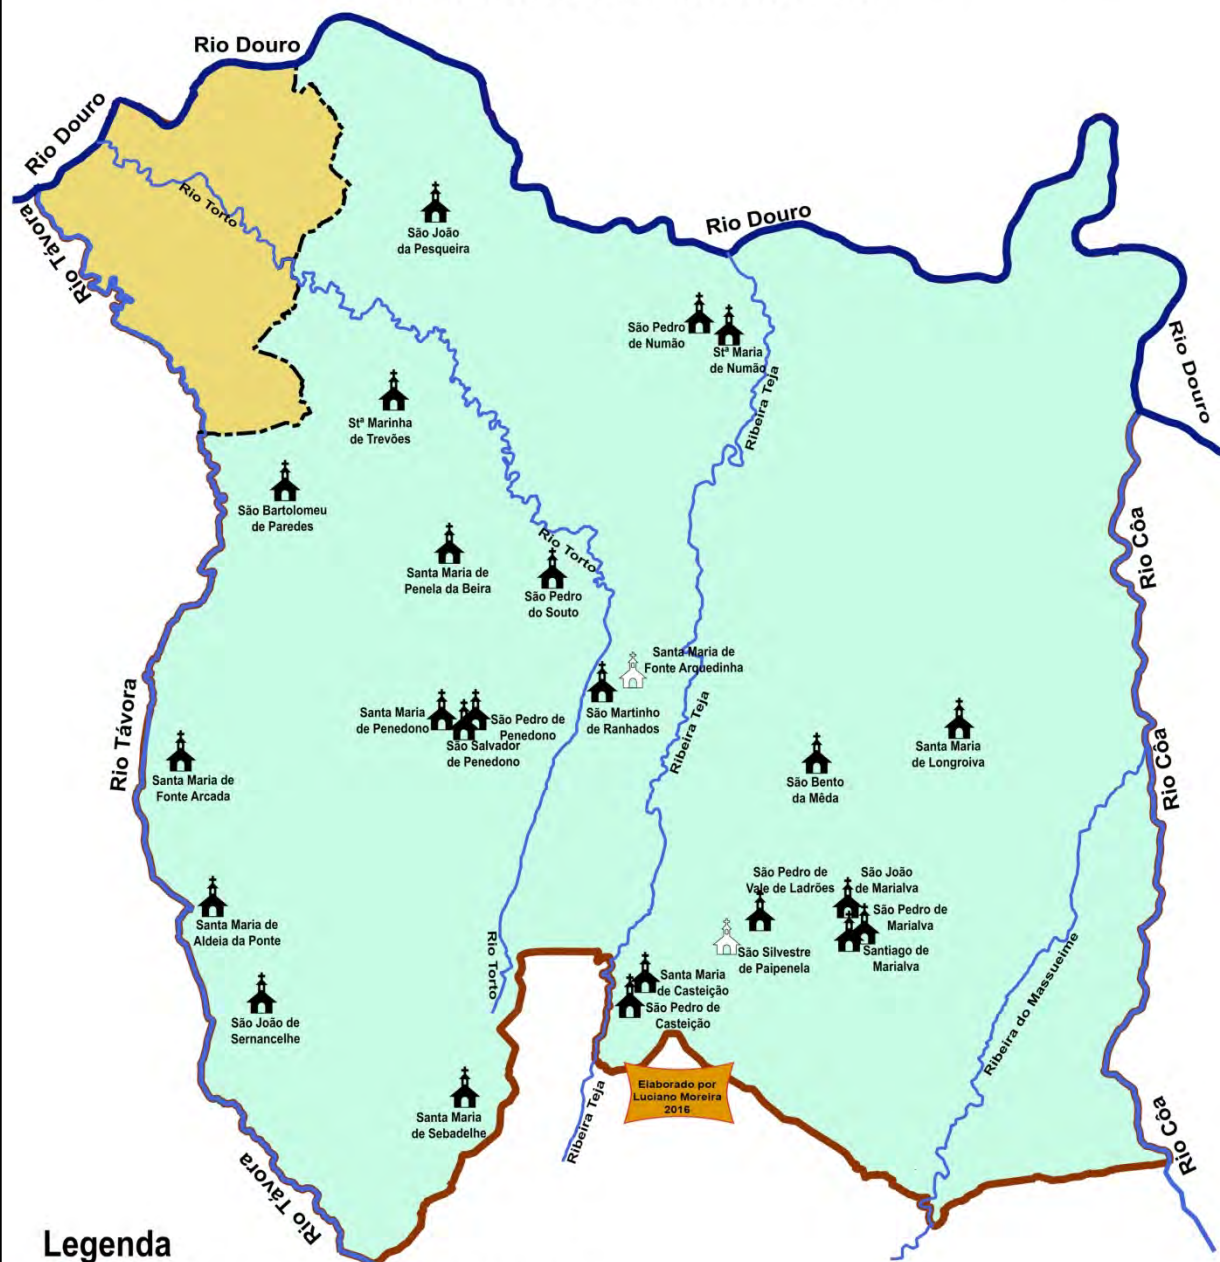 Rio Douro
Rio Douro
Rio Torto
Rio Távora
São João
da Pesqueira
Rio Douro
São Pedro
de Numão
Stª Maria
de Numão
Ribeira Teja
Rio Douro
Stª Marinha
de Trevões
São Bartolomeu
de Paredes
Santa Maria de
Penela da Beira
Rio Torto
São Pedro
do Souto
Rio Côa
Santa Maria de
Fonte Arquedinha
São Martinho
de Ranhados
Santa Maria
de Penedono
São Pedro de
Penedono
São Salvador
de Penedono
Ribeira Teja
Rio Távora
Santa Maria de
Fonte Arcada
Santa Maria
de Longroiva
São Bento
da Mêda
Rio Côa
São Pedro de
Vale de Ladrões
São João
de Marialva
São Pedro de
Marialva
Santiago de
Marialva
São Silvestre
de Paipenela
Santa Maria de
Aldeia da Ponte
Rio Torto
Santa Maria
de Casteição
São Pedro de
Casteição
São João de
Sernancelhe
Ribeira do Massueime
Elaborado por
Luciano Moreira
2016
Santa Maria
de Sebadelhe
Ribeira Teja
Rio Côa
Rio Távora
Legenda